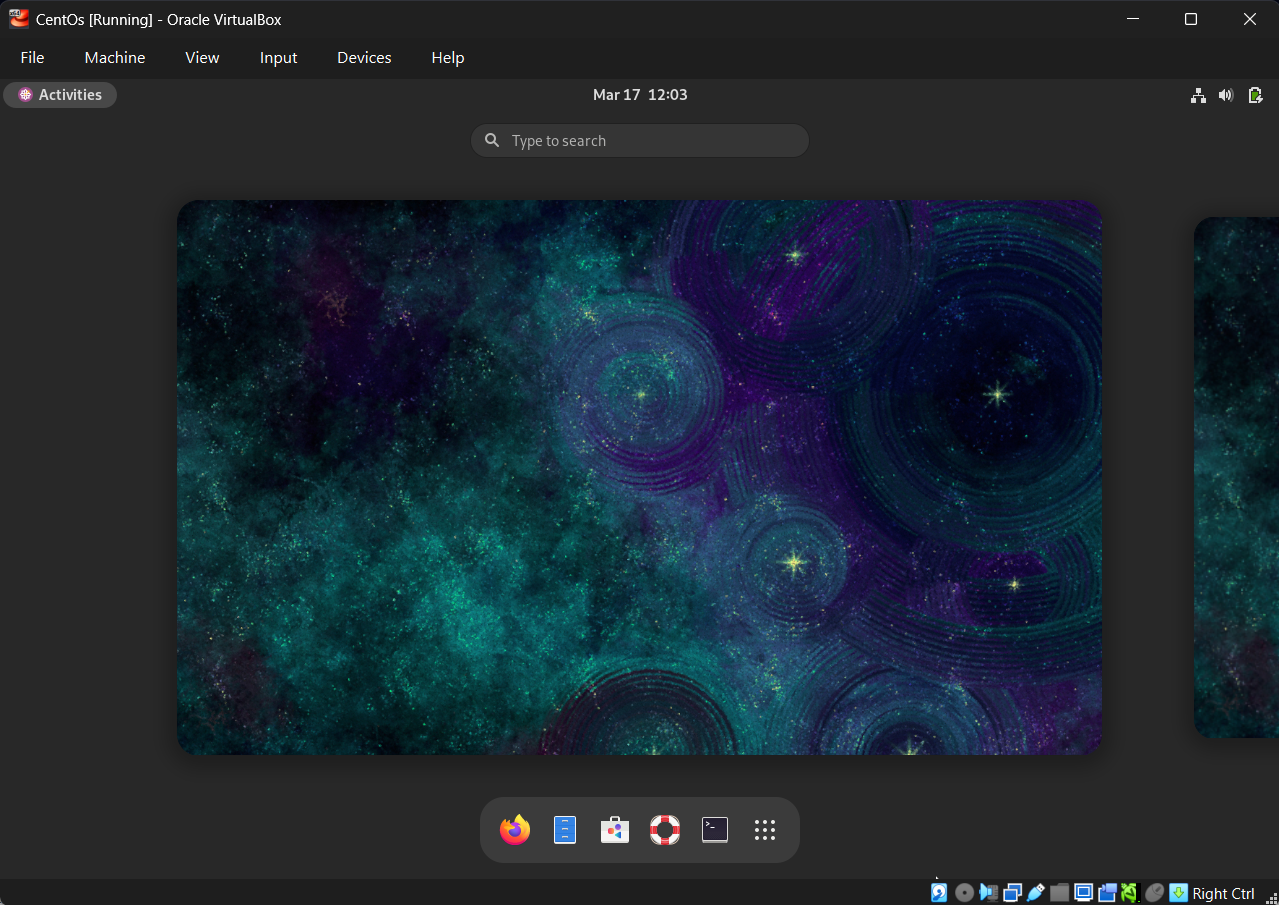 CentOs [Running] - Oracle VirtualBox
File Machine View Input Devices Help
Activities
Mar 17 12:03
Type to search
Right Ctrl